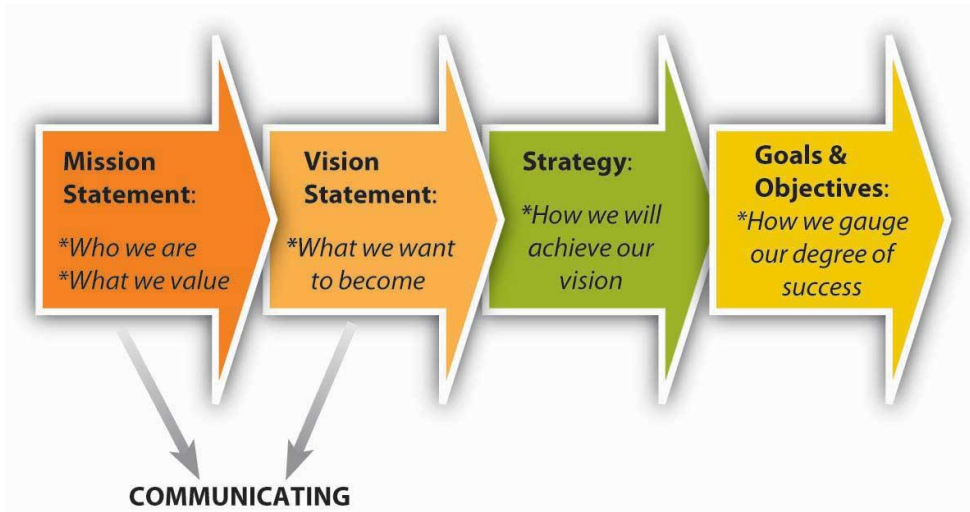 Mission
Statement:
*Who we are
*What we value
Vision
Statement:
*What we want
to become
Strategy:
*How we will
achieve our
vision
Goals &
Objectives:
*How we gauge
our degree of
success
COMMUNICATING